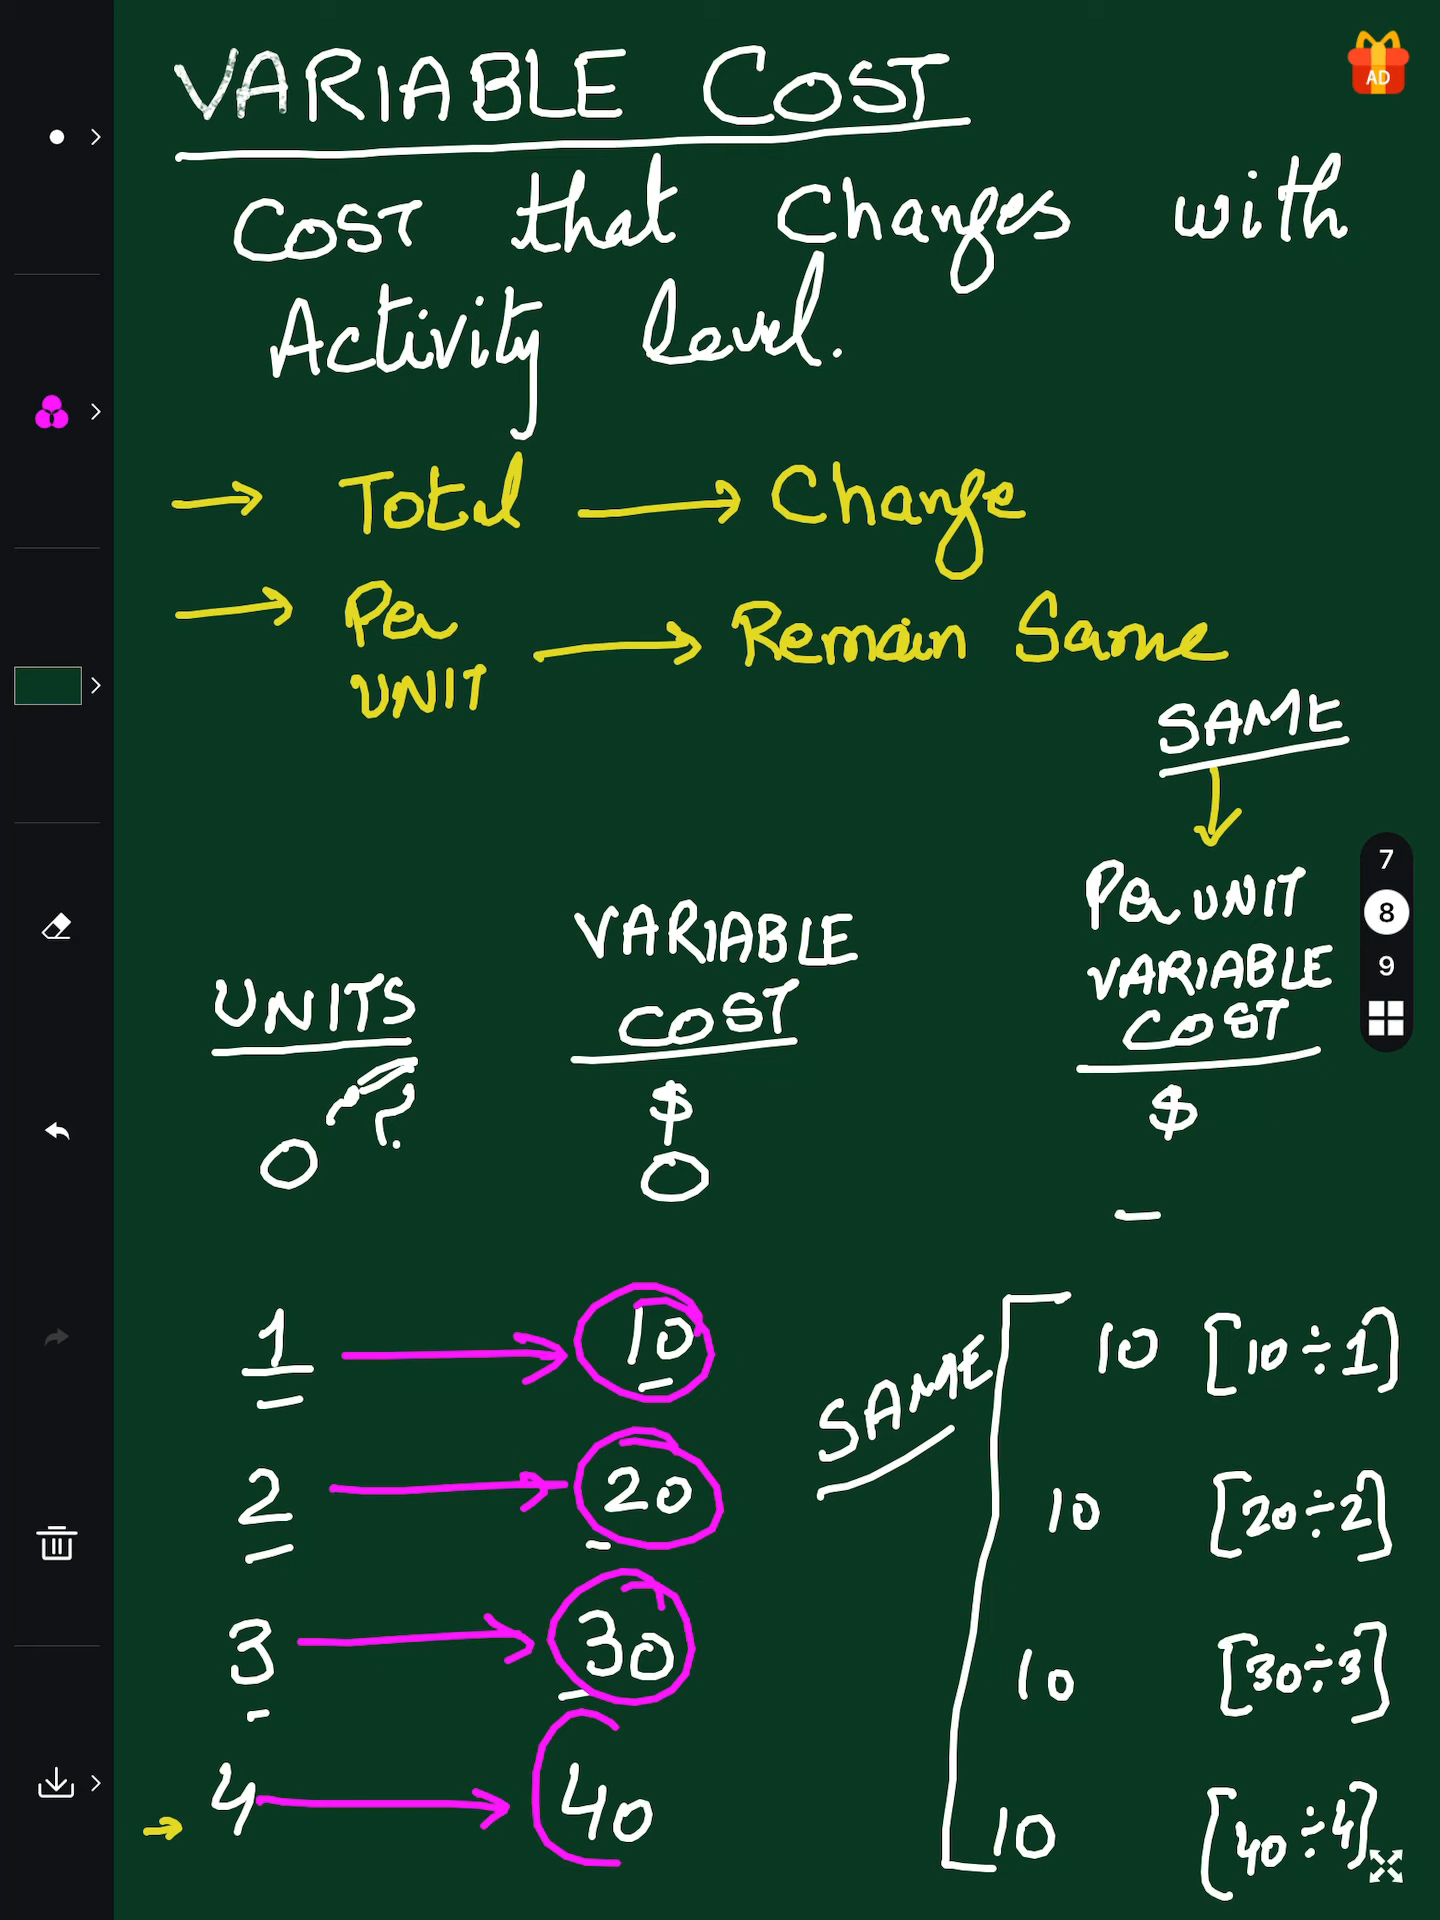 VARIABLE COST
AD
COST that Changes with
Activity level.
→ Total → Change
→ Per UNIT → Remain Same
SAME
7
8
9
UNITS
VARIABLE COST
Per UNIT VARIABLE COST
?
$
$
0 0 -
1 → 10 10 [10÷1]
SAME
2 → 20 10 [20÷2]
3 → 30 10 [30÷3]
→ 4 → 40 10 [40÷4]